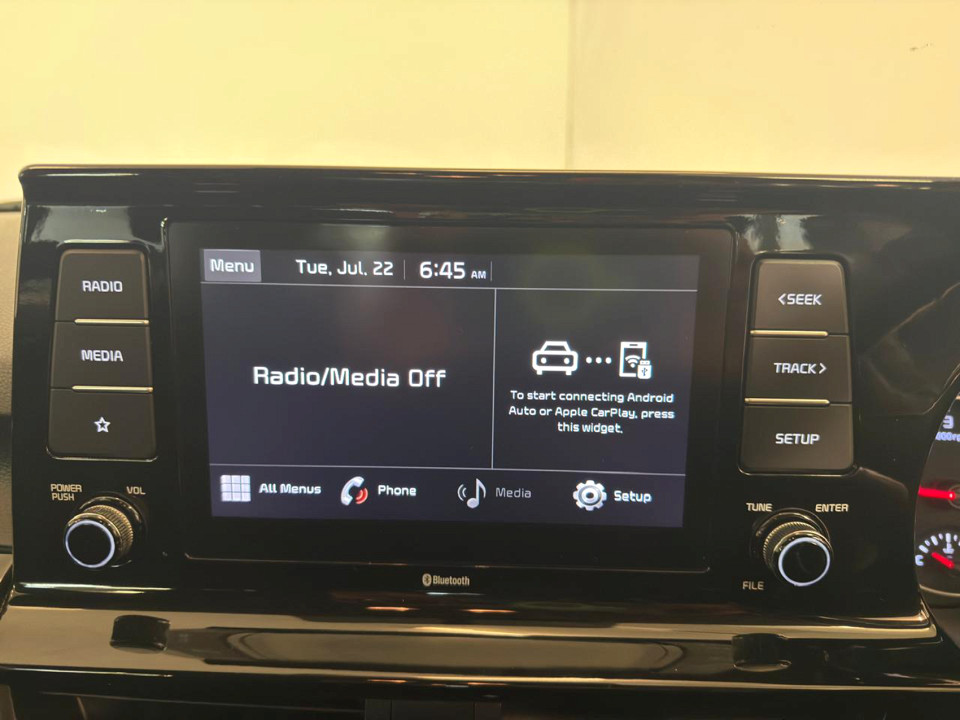 Menu Tue, Jul. 22 6:45 AM
RADIO
MEDIA
Radio/Media Off
To start connecting Android
Auto or Apple CarPlay, press
this widget.
<SEEK
TRACK>
SETUP
All Menus Phone Media Setup
POWER
PUSH
VOL
TUNE ENTER
FILE
Bluetooth
3
C